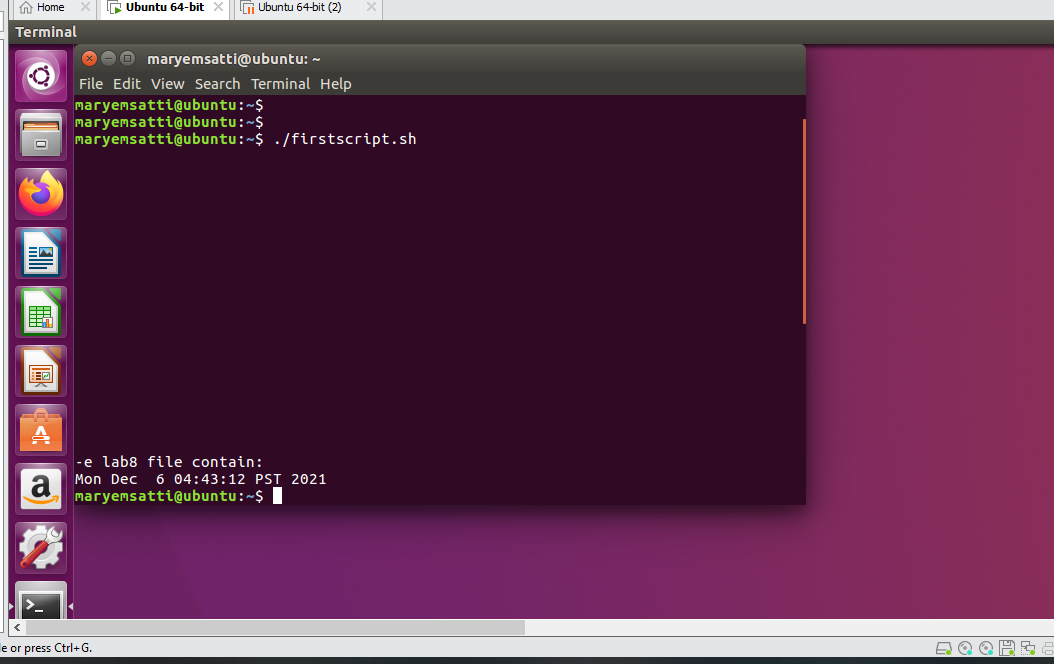 Home
Ubuntu 64-bit
Ubuntu 64-bit (2)
Terminal
maryemsatti@ubuntu: ~
File Edit View Search Terminal Help
maryemsatti@ubuntu:~$
maryemsatti@ubuntu:~$
maryemsatti@ubuntu:~$ ./firstscript.sh
-e lab8 file contain:
Mon Dec  6 04:43:12 PST 2021
maryemsatti@ubuntu:~$
le or press Ctrl+G.